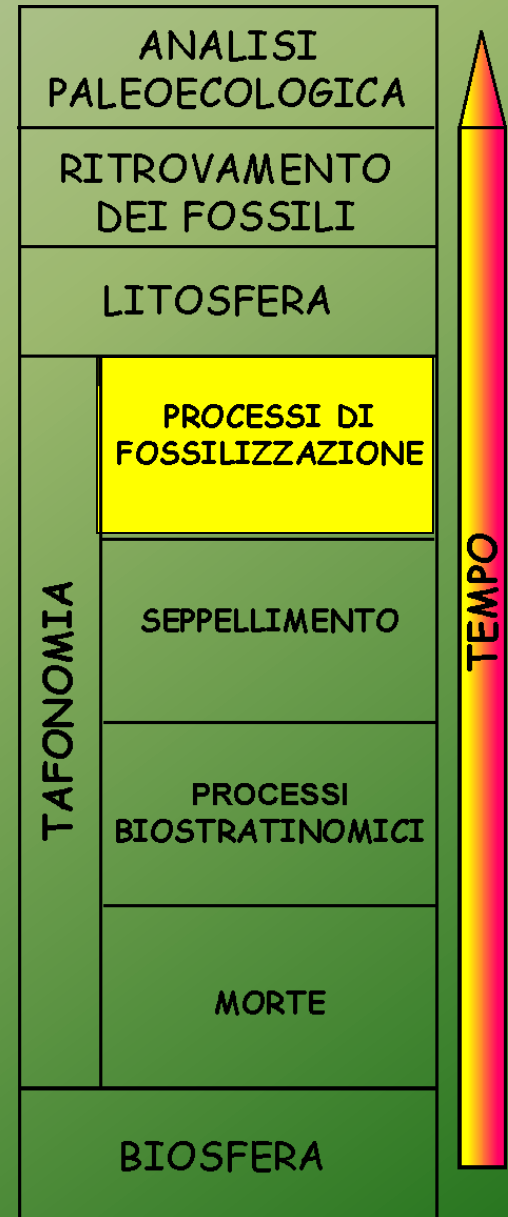 ANALISI
PALEOECOLOGICA
RITROVAMENTO
DEI FOSSILI
LITOSFERA
PROCESSI DI
FOSSILIZZAZIONE
SEPPELLIMENTO
PROCESSI
BIOSTRATINOMICI
MORTE
TAFONOMIA
BIOSFERA
TEMPO